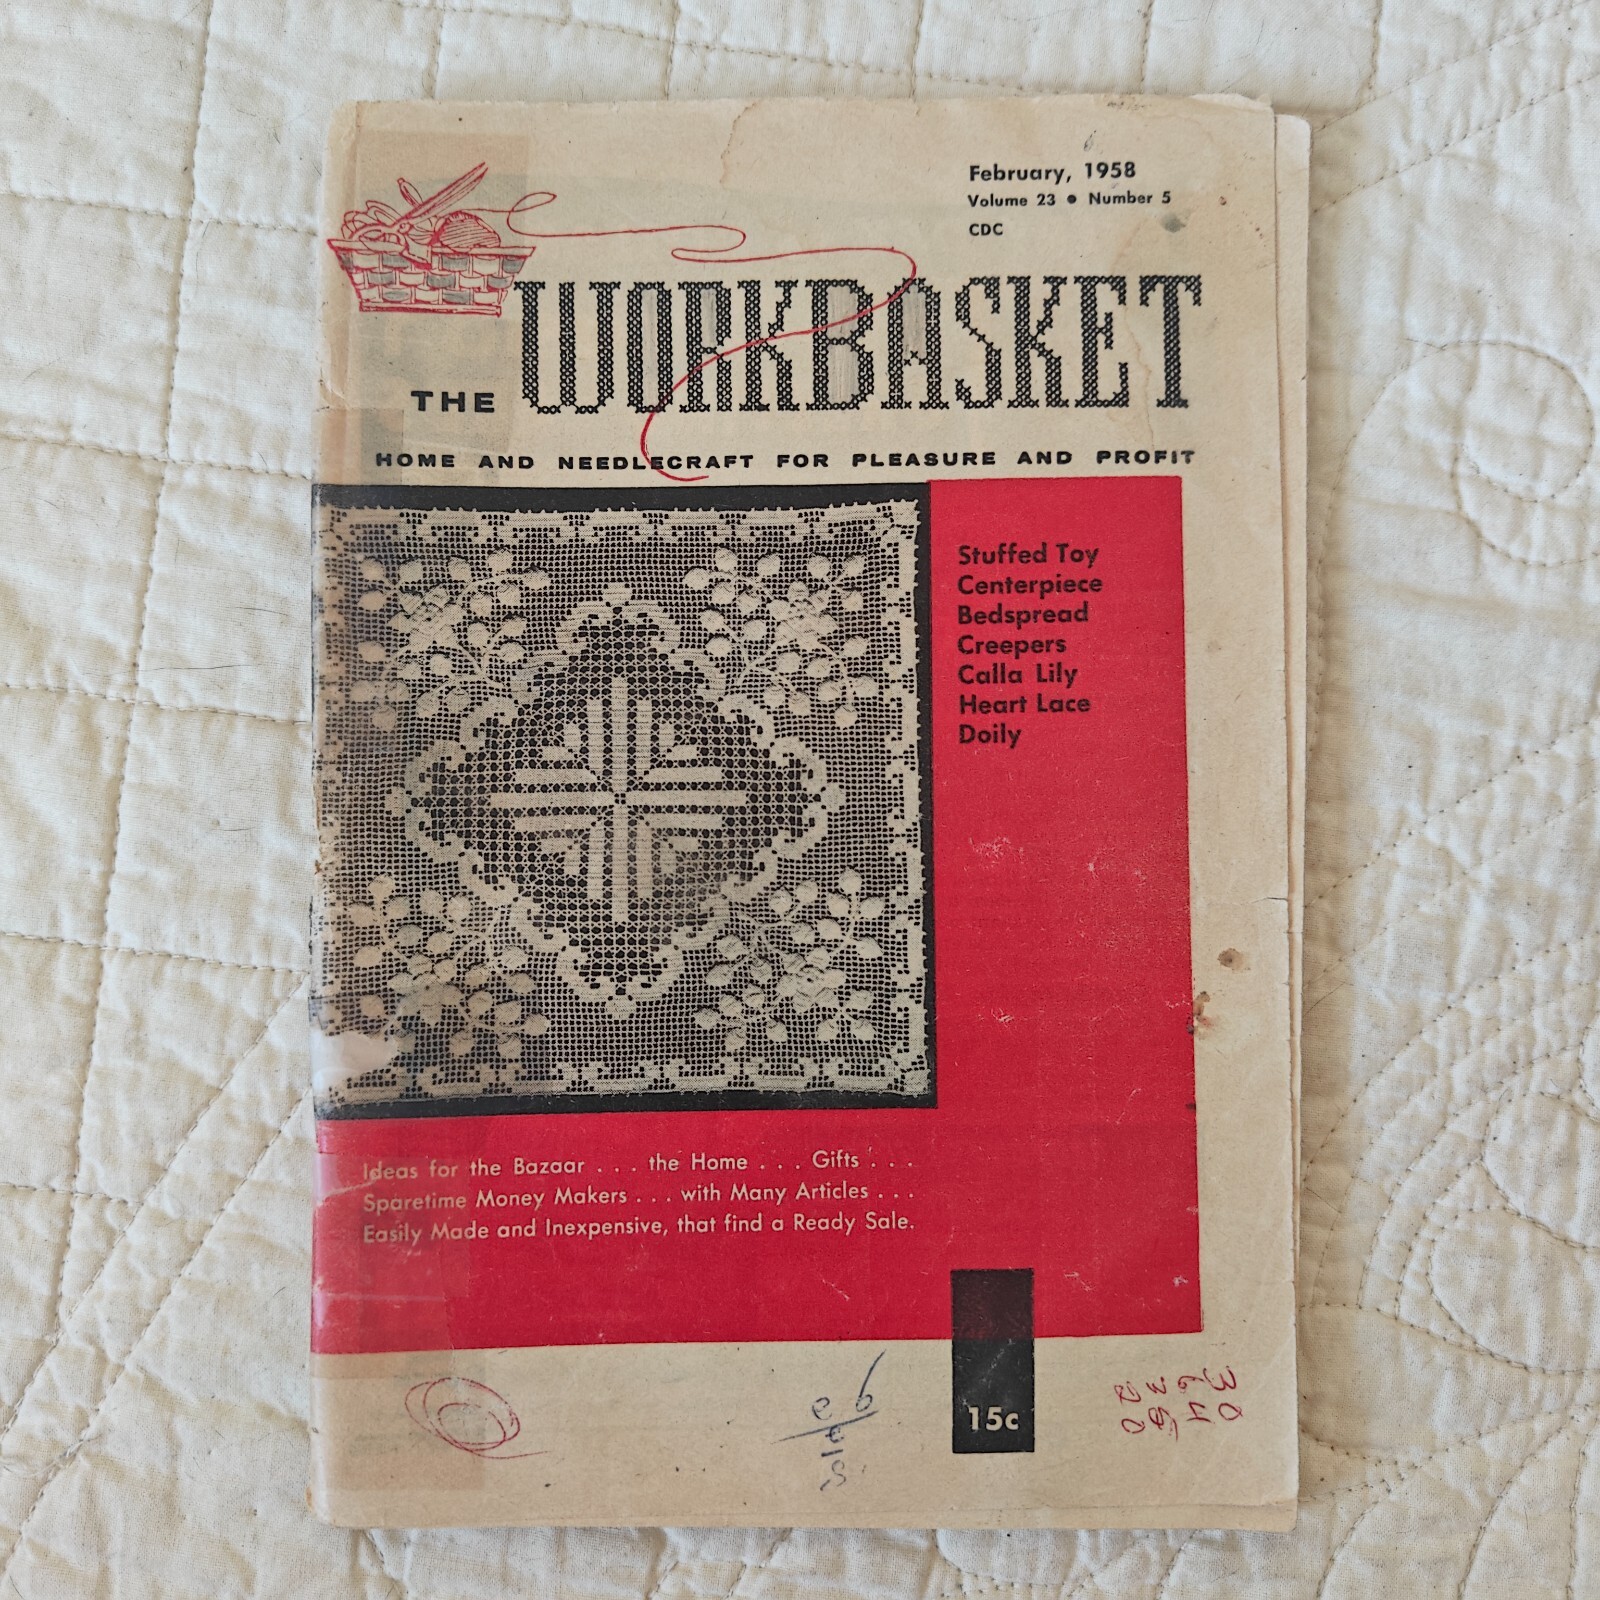 February, 1958
Volume 23 • Number 5
CDC
THE WORKBASKET
HOME AND NEEDLECRAFT FOR PLEASURE AND PROFIT
Stuffed Toy
Centerpiece
Bedspread
Creepers
Calla Lily
Heart Lace
Doily
Ideas for the Bazaar . . . the Home . . . Gifts . . .
Sparetime Money Makers . . . with Many Articles . . .
Easily Made and Inexpensive, that find a Ready Sale.
15c